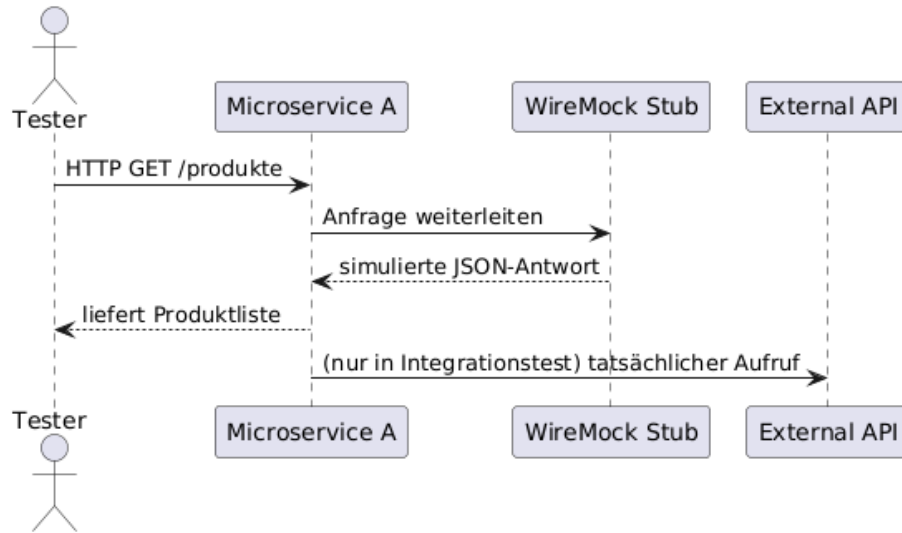 Tester
Microservice A
WireMock Stub
External API
HTTP GET /produkte
Anfrage weiterleiten
simulierte JSON-Antwort
liefert Produktliste
(nur in Integrationstest) tatsächlicher Aufruf
Tester
Microservice A
WireMock Stub
External API